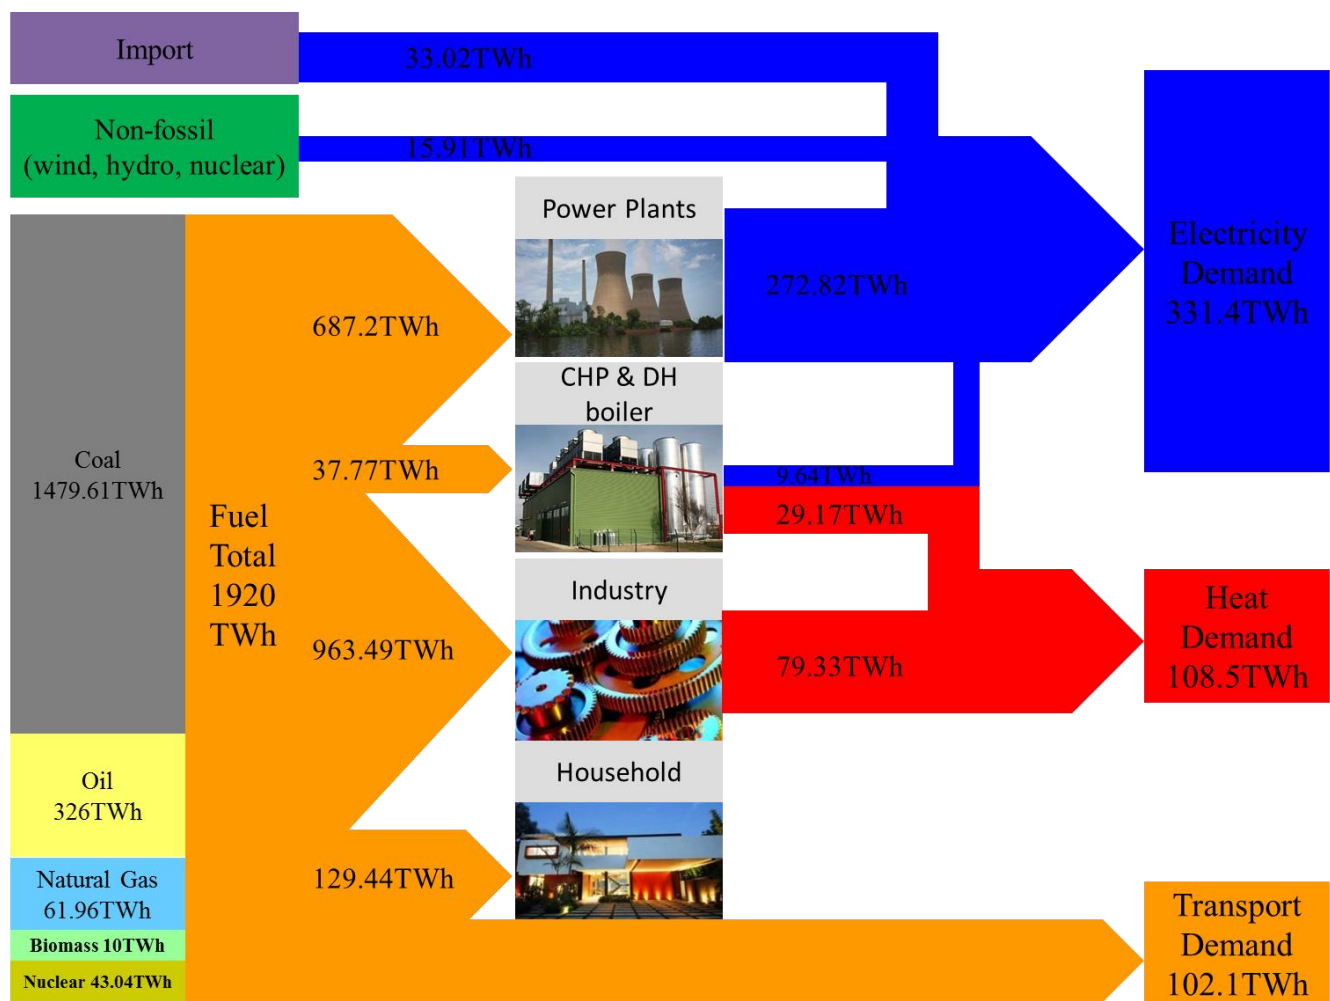 Import
33.02TWh
Non-fossil
(wind, hydro, nuclear)
15.91TWh
Power Plants
272.82TWh
Electricity
Demand
331.4TWh
687.2TWh
CHP & DH
boiler
37.77TWh
9.64TWh
29.17TWh
Coal
1479.61TWh
Fuel
Total
1920
TWh
Industry
963.49TWh
79.33TWh
Heat
Demand
108.5TWh
Household
129.44TWh
Oil
326TWh
Natural Gas
61.96TWh
Biomass 10TWh
Nuclear 43.04TWh
Transport
Demand
102.1TWh